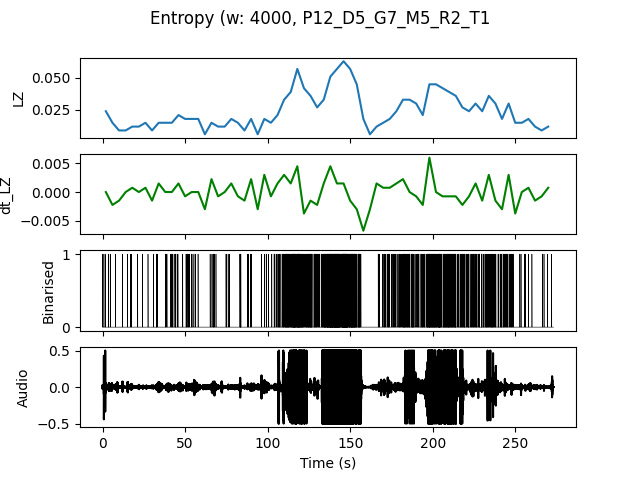 Entropy (w: 4000, P12_D5_G7_M5_R2_T1
LZ
0.050
0.025
dt_LZ
0.005
0.000
−0.005
Binarised
1
0
Audio
0.5
0.0
−0.5
0 50 100 150 200 250
Time (s)